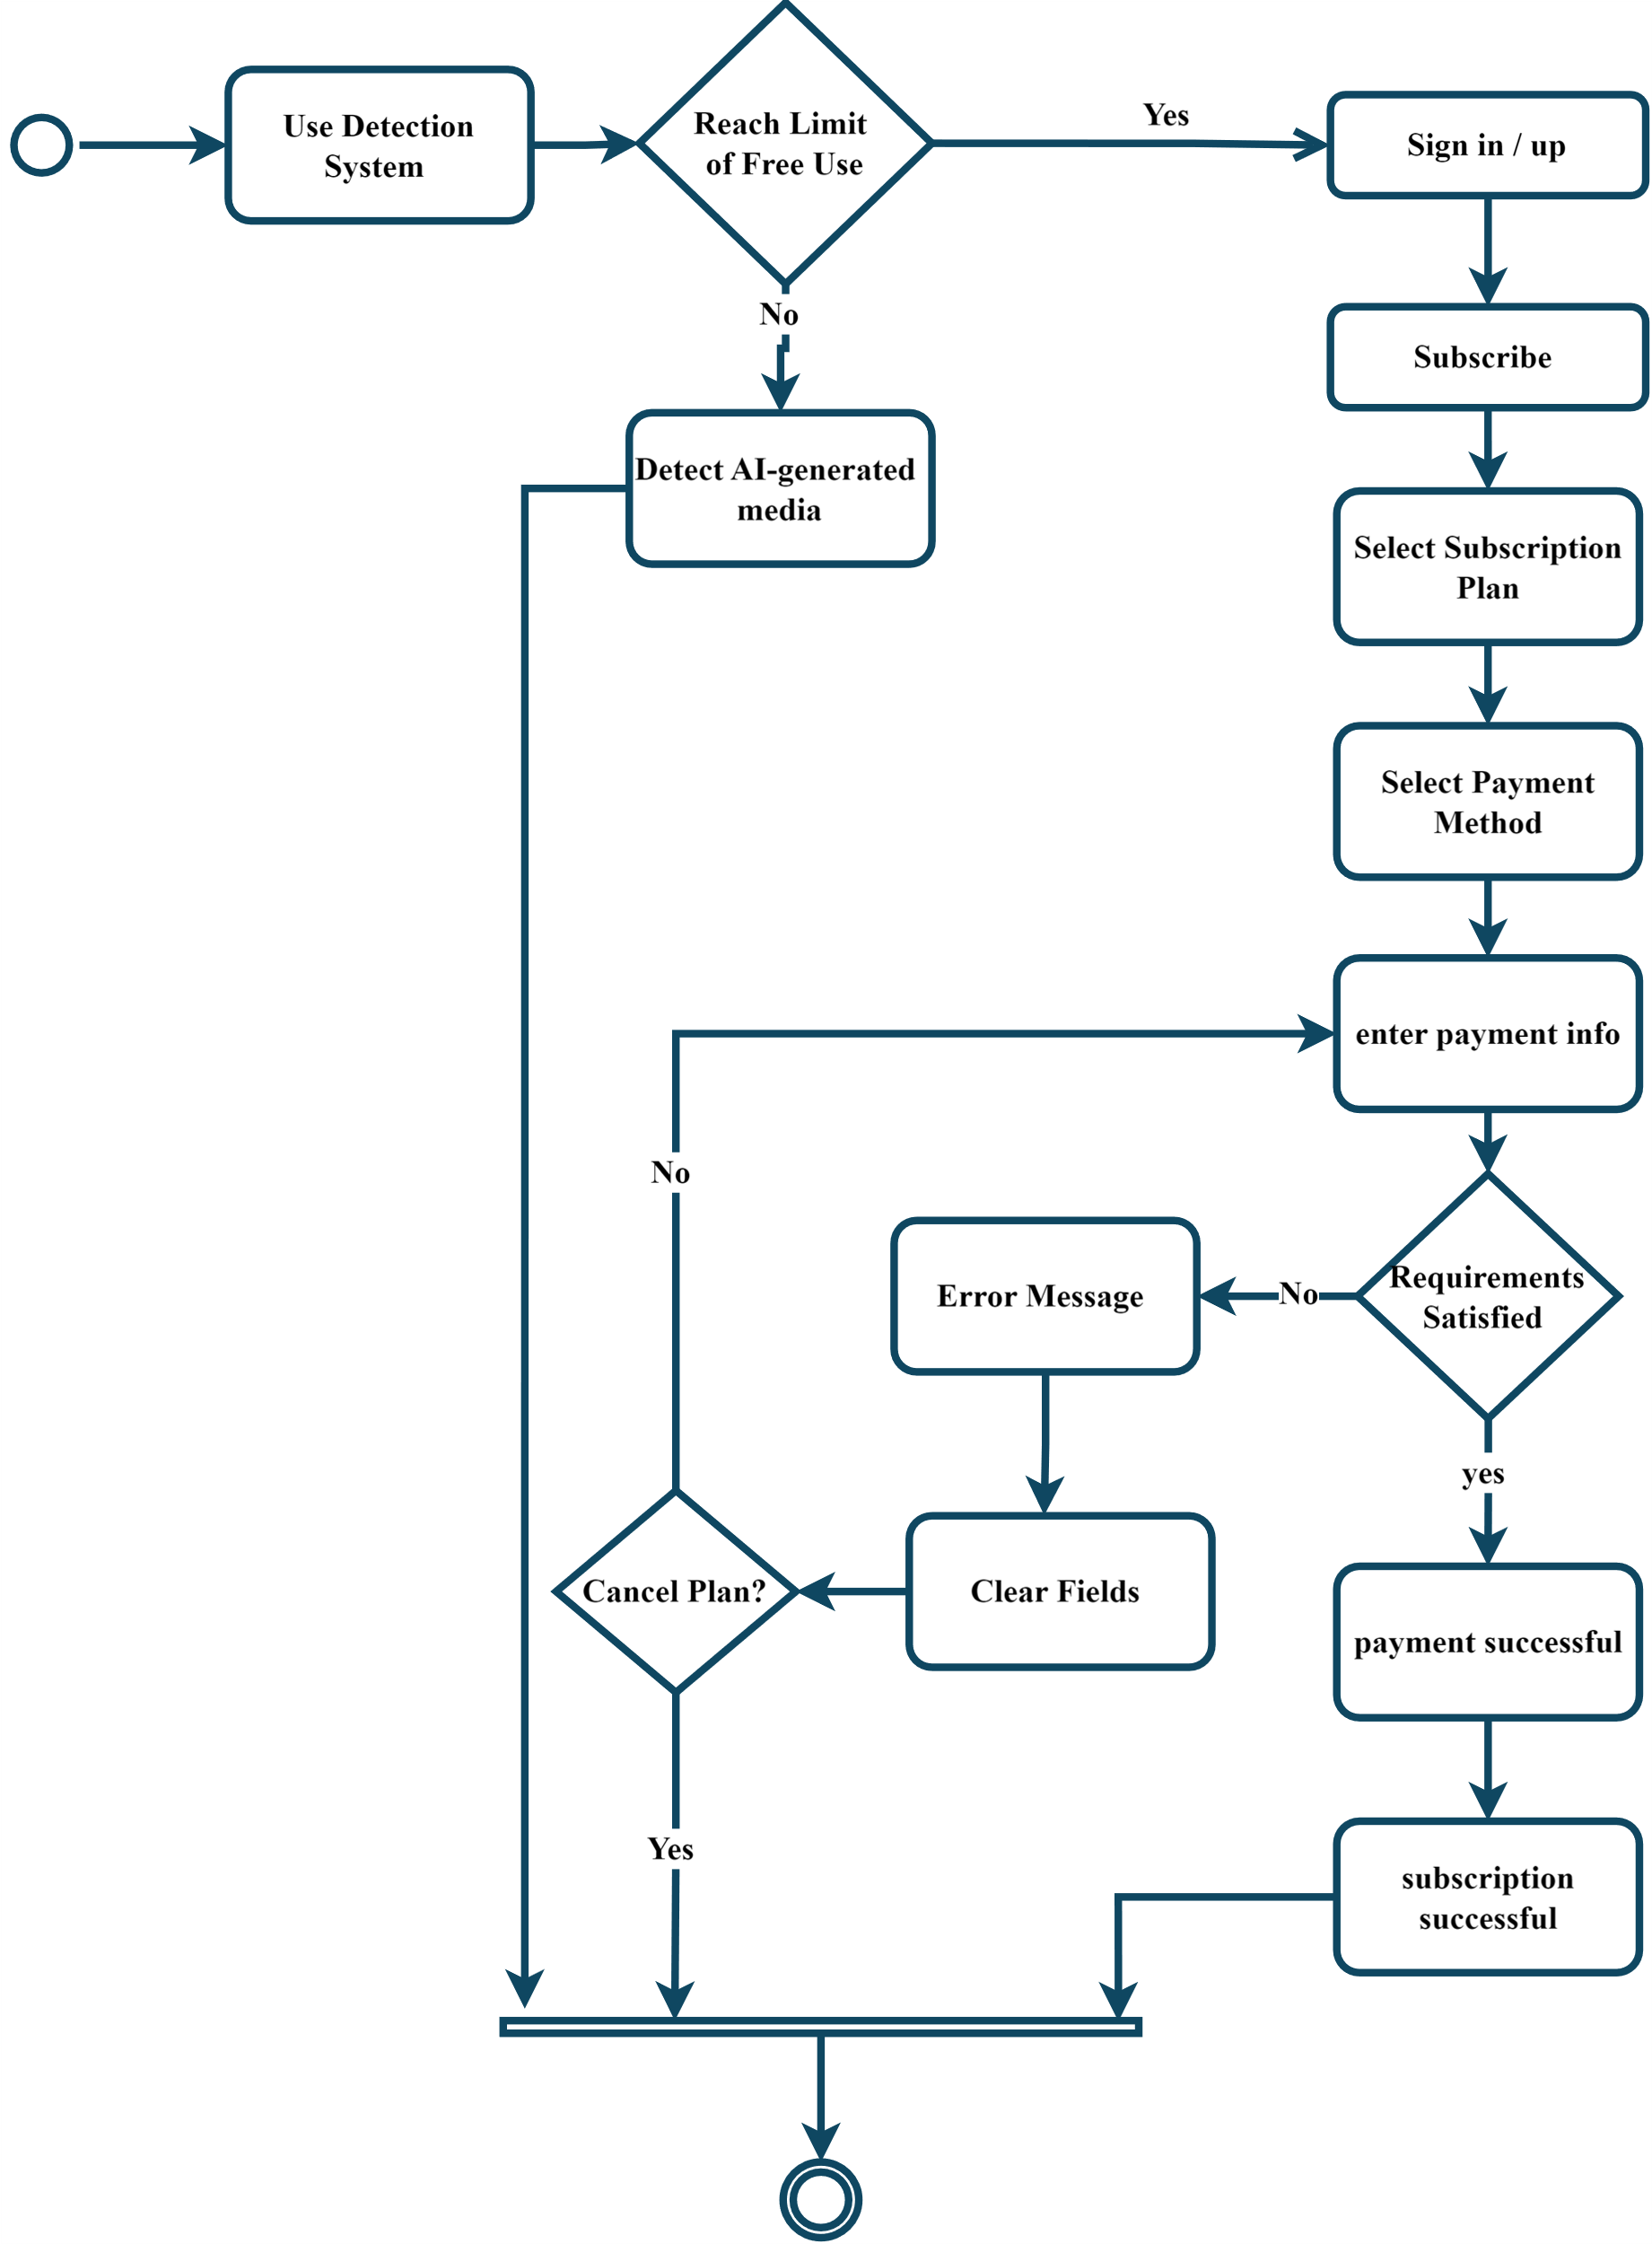 Use Detection
System
Reach Limit
of Free Use
Yes
Sign in / up
No
Subscribe
Detect AI-generated
media
Select Subscription
Plan
Select Payment
Method
enter payment info
No
Error Message
No
Requirements
Satisfied
yes
Cancel Plan?
Clear Fields
payment successful
Yes
subscription
successful